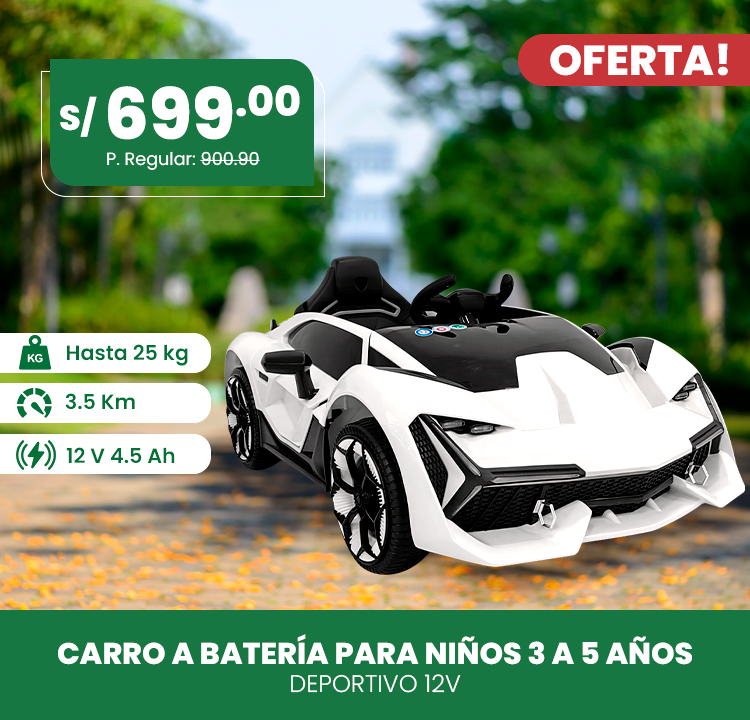 OFERTA!
S/ 699.00
P. Regular: 900.90
KG
Hasta 25 kg
3.5 Km
12 V 4.5 Ah
CARRO A BATERÍA PARA NIÑOS 3 A 5 AÑOS
DEPORTIVO 12V